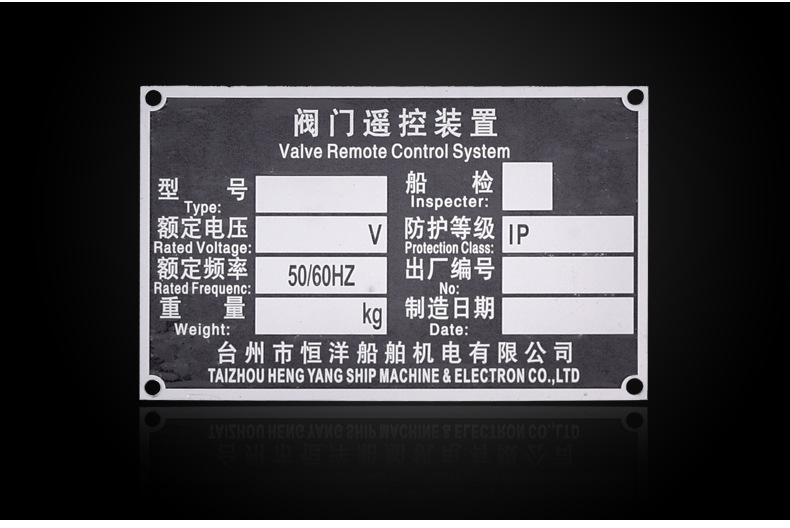 阀门遥控装置
Valve Remote Control System
型 号 船 检
Type: Inspecter:
额定电压 V 防护等级 IP
Rated Voltage: Protection Class:
额定频率 50/60HZ 出厂编号
Rated Frequenc: No:
重 量 kg 制造日期
Weight: Date:
台州市恒洋船舶机电有限公司
TAIZHOU HENG YANG SHIP MACHINE & ELECTRON CO.,LTD